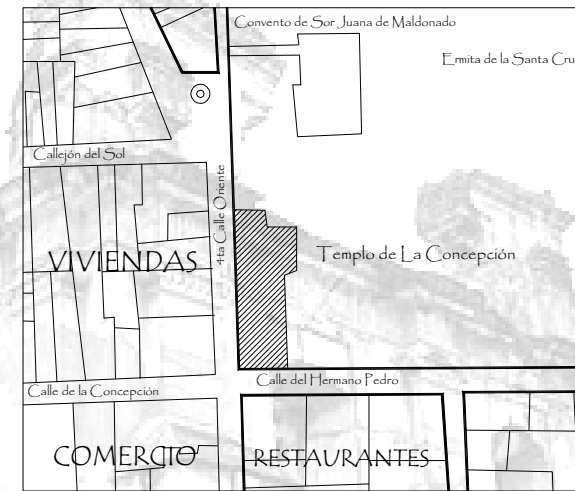 Convento de Sor Juana de Maldonado
Ermita de la Santa Cru
Callejón del Sol
4ta Calle Oriente
VIVIENDAS
Templo de La Concepción
Calle de la Concepción
Calle del Hermano Pedro
COMERCIO
RESTAURANTES